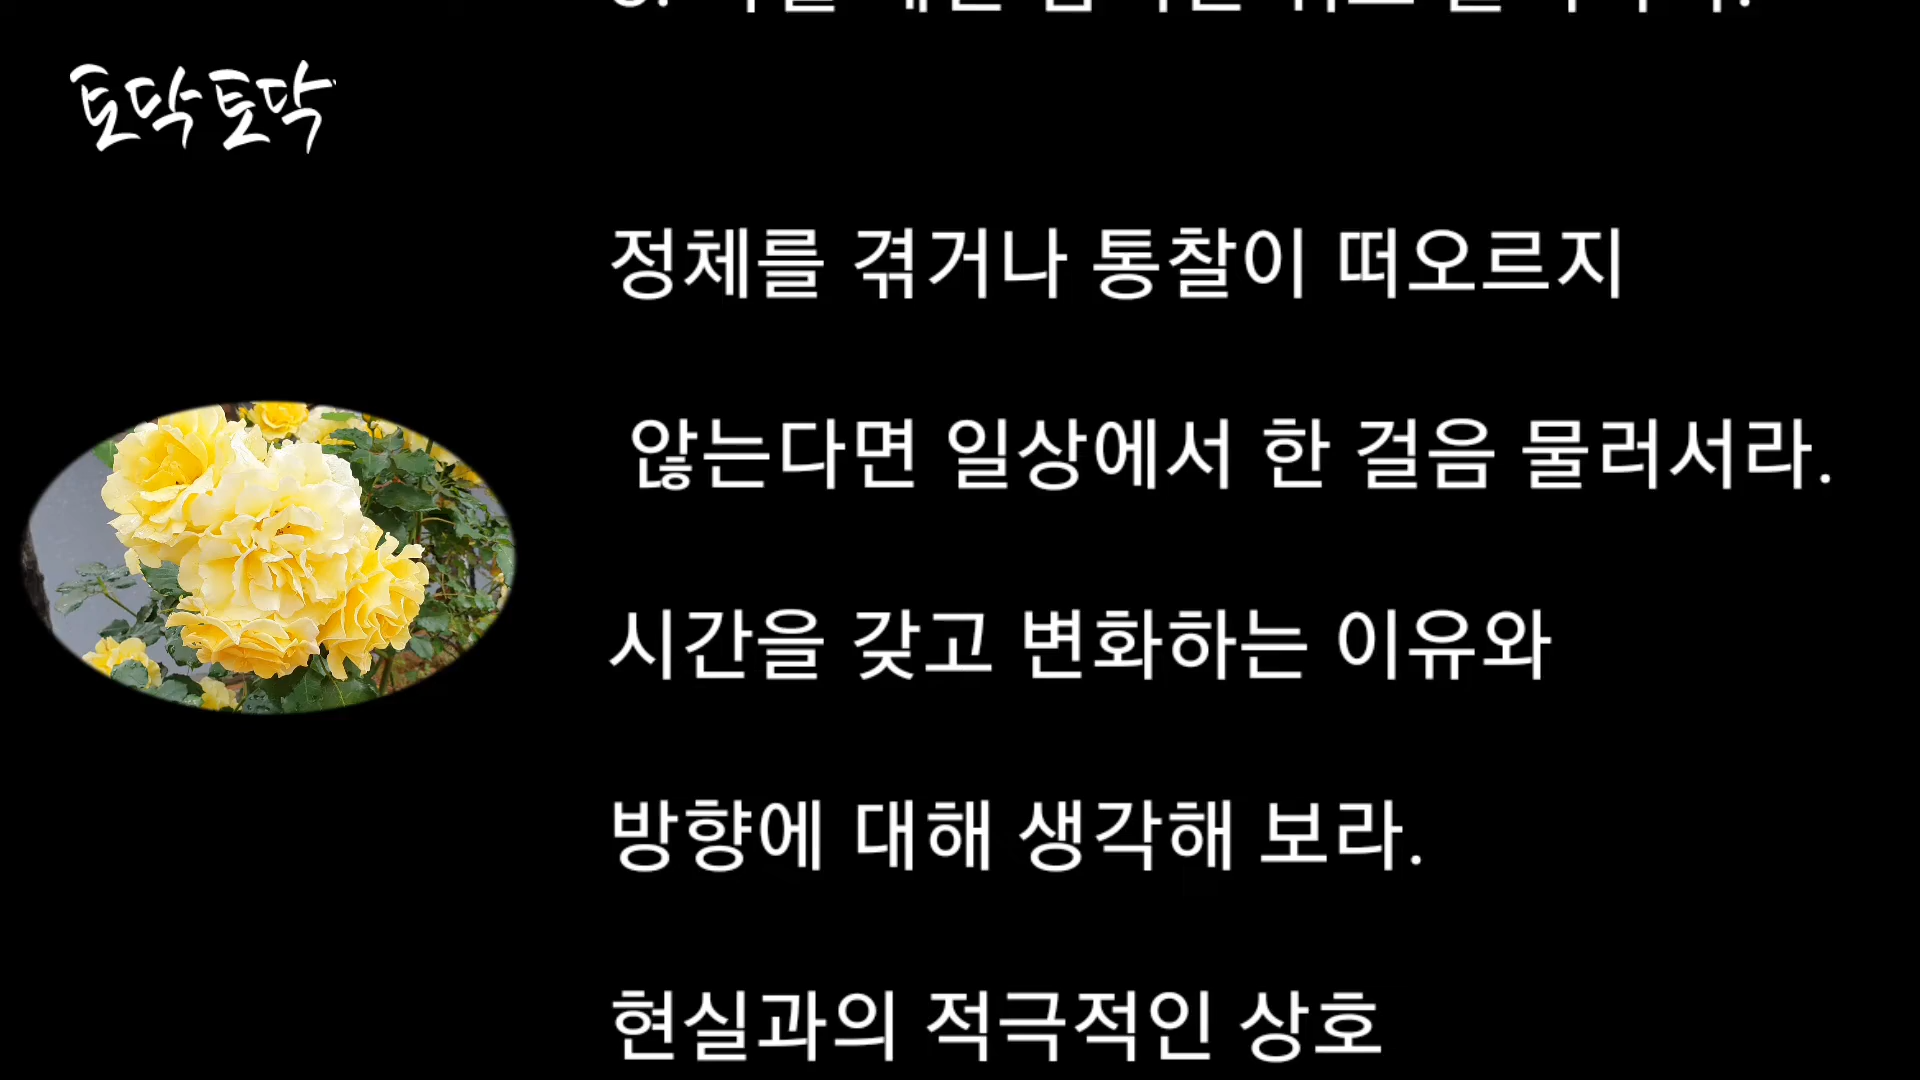 토닥토닥
정체를 겪거나 통찰이 떠오르지
않는다면 일상에서 한 걸음 물러서라.
시간을 갖고 변화하는 이유와
방향에 대해 생각해 보라.
현실과의 적극적인 상호